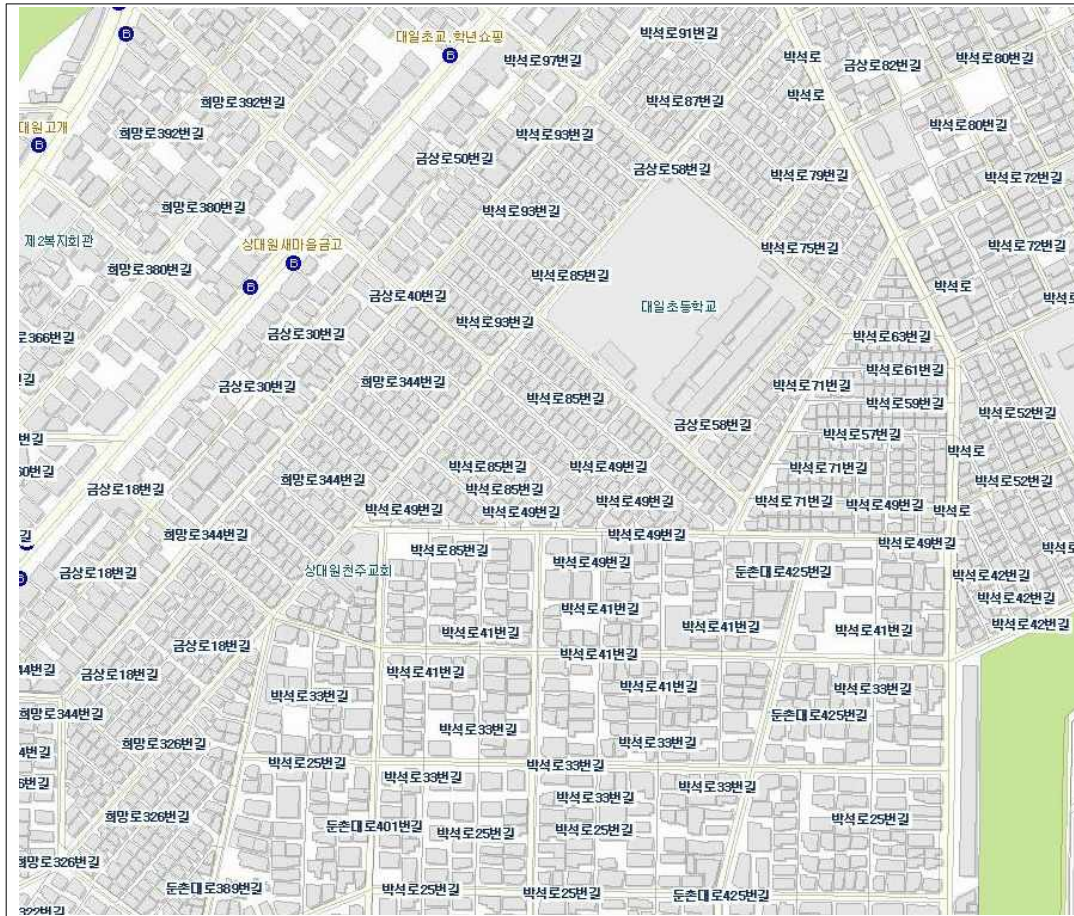 박석로91번길
박석로
대일초교.학년쇼핑
박석로97번길
금상로82번길
박석로80번길
박석로
희망로392번길
박석로87번길
대원고개
희망로392번길
박석로93번길
박석로80번길
금상로50번길
금상로58번길
박석로79번길
박석로72번길
희망로380번길
박석로93번길
제2복지회관
상대원새마을금고
박석로75번길
박석로72번길
희망로380번길
박석로85번길
박석로
금상로40번길
대일초등학교
금상로30번길
박석로93번길
박석로63번길
366번길
박석로61번길
금상로30번길
희망로344번길
박석로85번길
박석로71번길
박석로59번길
박석로52번길
금상로58번길
박석로57번길
박석로
희망로344번길
박석로85번길
박석로49번길
박석로71번길
박석로52번길
금상로18번길
박석로85번길
박석로49번길
박석로49번길
박석로49번길
박석로71번길
박석로49번길
박석로
희망로344번길
박석로49번길
박석로49번길
박석로85번길
박석로49번길
금상로18번길
상대원천주교회
둔촌대로425번길
박석로42번길
박석로42번길
박석로41번길
박석로42번길
금상로18번길
박석로41번길
박석로41번길
박석로41번길
박석로41번길
44번길
금상로18번길
박석로41번길
박석로41번길
박석로33번길
박석로33번길
희망로344번길
둔촌대로425번길
희망로326번길
박석로33번길
박석로33번길
박석로25번길
박석로33번길
박석로33번길
박석로33번길
박석로33번길
희망로326번길
둔촌대로401번길
박석로25번길
박석로25번길
박석로25번길
희망로326번길
둔촌대로389번길
박석로25번길
박석로25번길
둔촌대로425번길
322번길